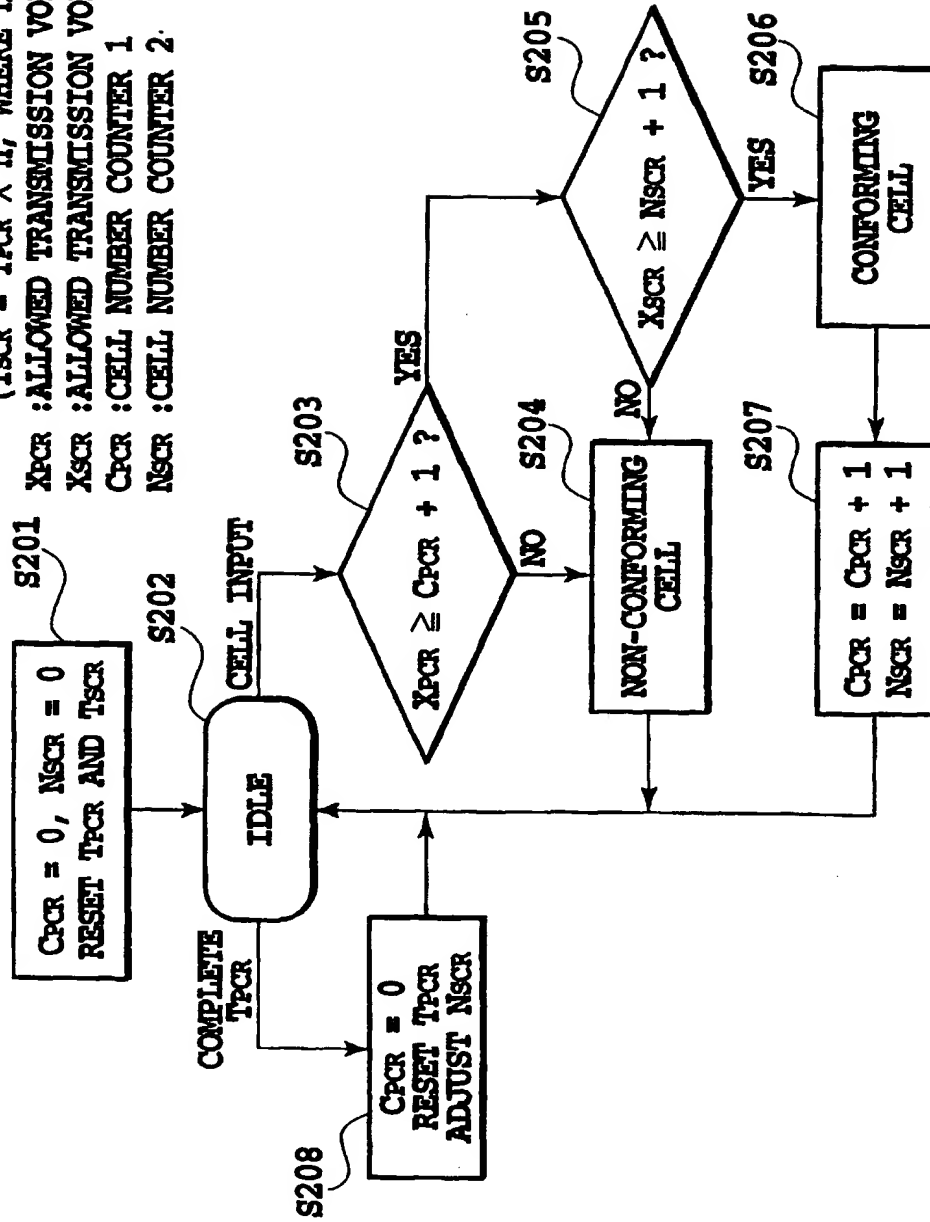 (TSCR = TPCR × n, WHERE
XPCR :ALLOWED TRANSMISSION
XSCR :ALLOWED TRANSMISSION
CPCR :CELL NUMBER COUNTER 1
NSCR :CELL NUMBER COUNTER 2
S201
CPCR = 0, NSCR = 0
RESET TPCR AND TSCR
S202
IDLE
CELL INPUT
COMPLETE
TPCR
S203
XPCR ≧ CPCR + 1 ?
YES
NO
S208
CPCR = 0
RESET TPCR
ADJUST NSCR
S204
NON-CONFORMING
CELL
S205
XSCR ≧ NSCR + 1 ?
NO
YES
S206
CONFORMING
CELL
S207
CPCR = CPCR + 1
NSCR = NSCR + 1